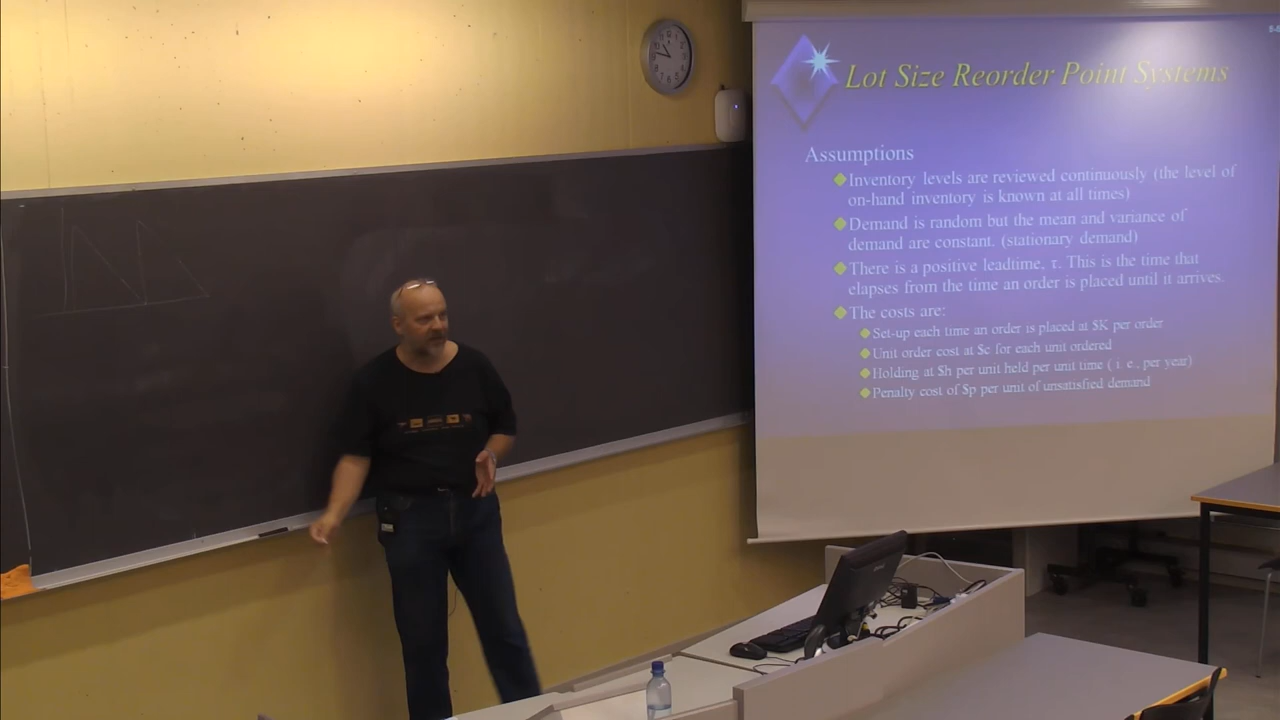 Lot Size Reorder Point Systems
Assumptions
Inventory levels are reviewed continuously (the level of
on-hand inventory is known at all times)
Demand is random but the mean and variance of
demand are constant. (stationary demand)
There is a positive leadtime, τ. This is the time that
elapses from the time an order is placed until it arrives.
The costs are:
Set-up each time an order is placed at $K per order
Unit order cost at $c for each unit ordered
Holding at $h per unit held per unit time ( i. e., per year)
Penalty cost of $p per unit of unsatisfied demand